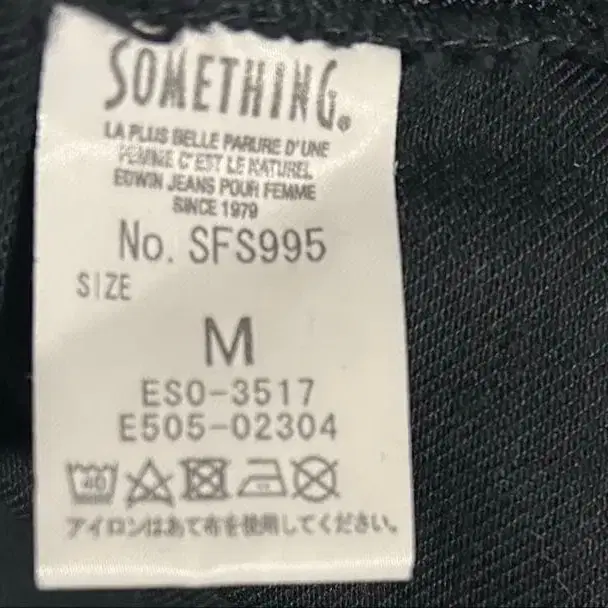 SOMETHING®
LA PLUS BELLE PARURE D'UNE
FEMME C'EST LE NATUREL
EDWIN JEANS POUR FEMME
SINCE 1979
No. SFS995
SIZE
M
ES0-3517
E505-02304
40
アイロンはあて布を使用してください。